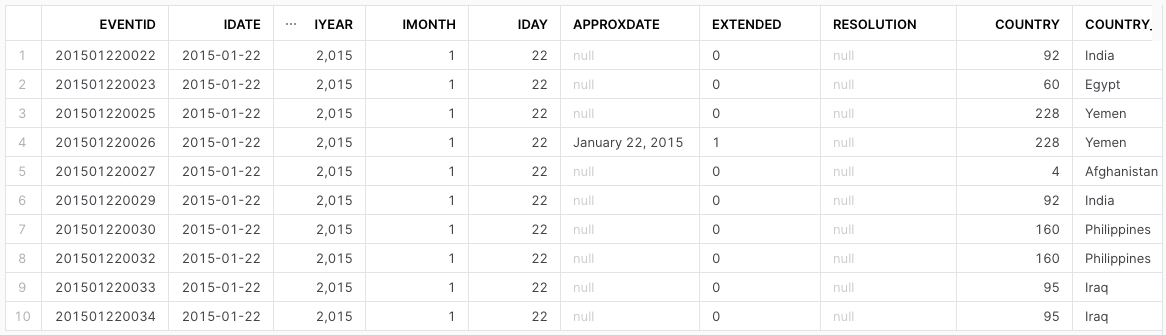 EVENTID IDATE ... IYEAR IMONTH IDAY APPROXDATE EXTENDED RESOLUTION COUNTRY COUNTRY_
1 201501220022 2015-01-22 2,015 1 22 null 0 null 92 India
2 201501220023 2015-01-22 2,015 1 22 null 0 null 60 Egypt
3 201501220025 2015-01-22 2,015 1 22 null 0 null 228 Yemen
4 201501220026 2015-01-22 2,015 1 22 January 22, 2015 1 null 228 Yemen
5 201501220027 2015-01-22 2,015 1 22 null 0 null 4 Afghanistan
6 201501220029 2015-01-22 2,015 1 22 null 0 null 92 India
7 201501220030 2015-01-22 2,015 1 22 null 0 null 160 Philippines
8 201501220032 2015-01-22 2,015 1 22 null 0 null 160 Philippines
9 201501220033 2015-01-22 2,015 1 22 null 0 null 95 Iraq
10 201501220034 2015-01-22 2,015 1 22 null 0 null 95 Iraq